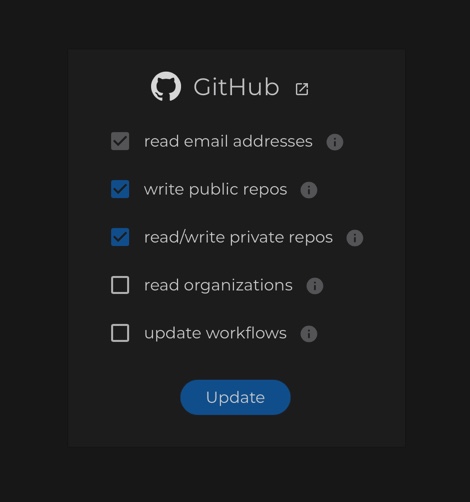 GitHub
read email addresses
write public repos
read/write private repos
read organizations
update workflows
Update